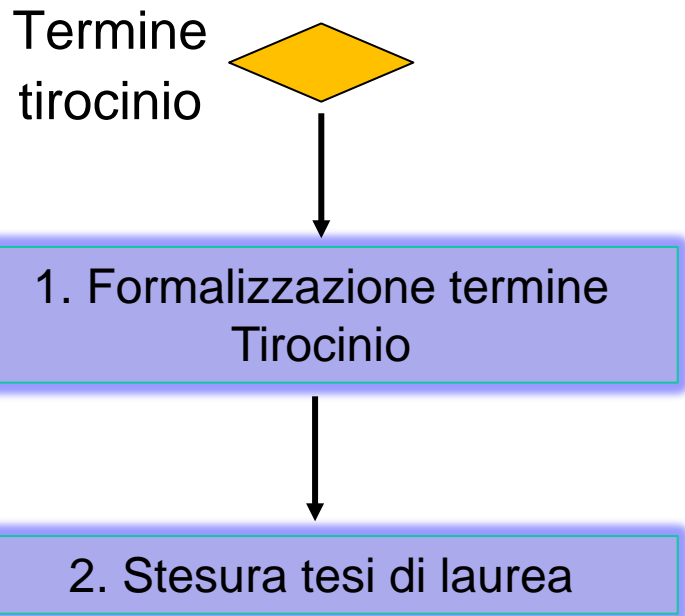 Termine
tirocinio
1. Formalizzazione termine
Tirocinio
2. Stesura tesi di laurea